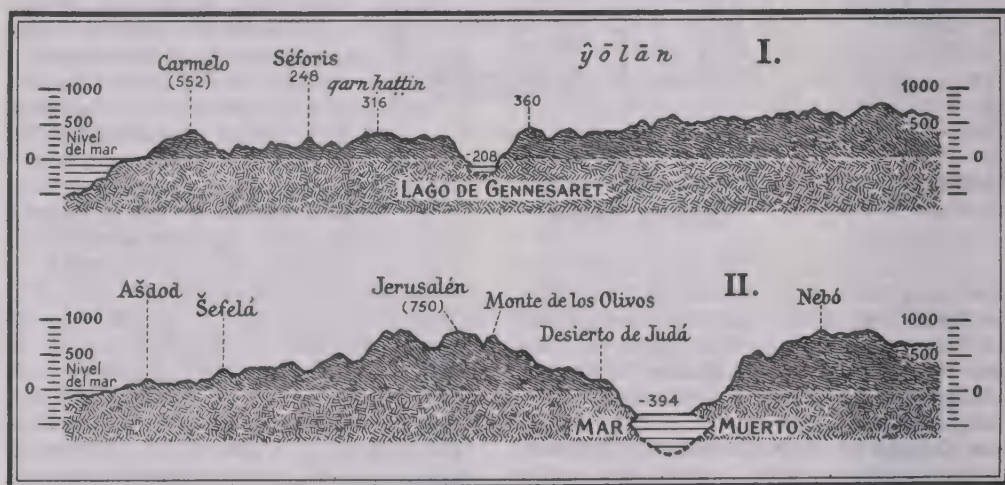 ŷōlān
I.
Carmelo
(552)
Séforis
248
qarn ḥaṭṭin
316
360
1000
500
Nivel
del mar
0
-208
LAGO DE GENNESARET
1000
500
0
II.
Ašdod
Šefelá
Jerusalén
(750)
Monte de los Olivos
Desierto de Judá
Nebó
1000
500
Nivel
del mar
0
-394
MAR MUERTO
1000
500
0